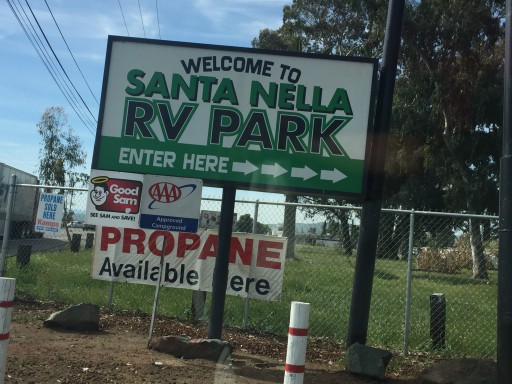 WELCOME TO
SANTA NELLA
RV PARK
ENTER HERE
Good
Sam
SEE SAM and SAVE!
AAA
Approved
Campground
PROPANE
SOLD
HERE
PROPANE
Available Here